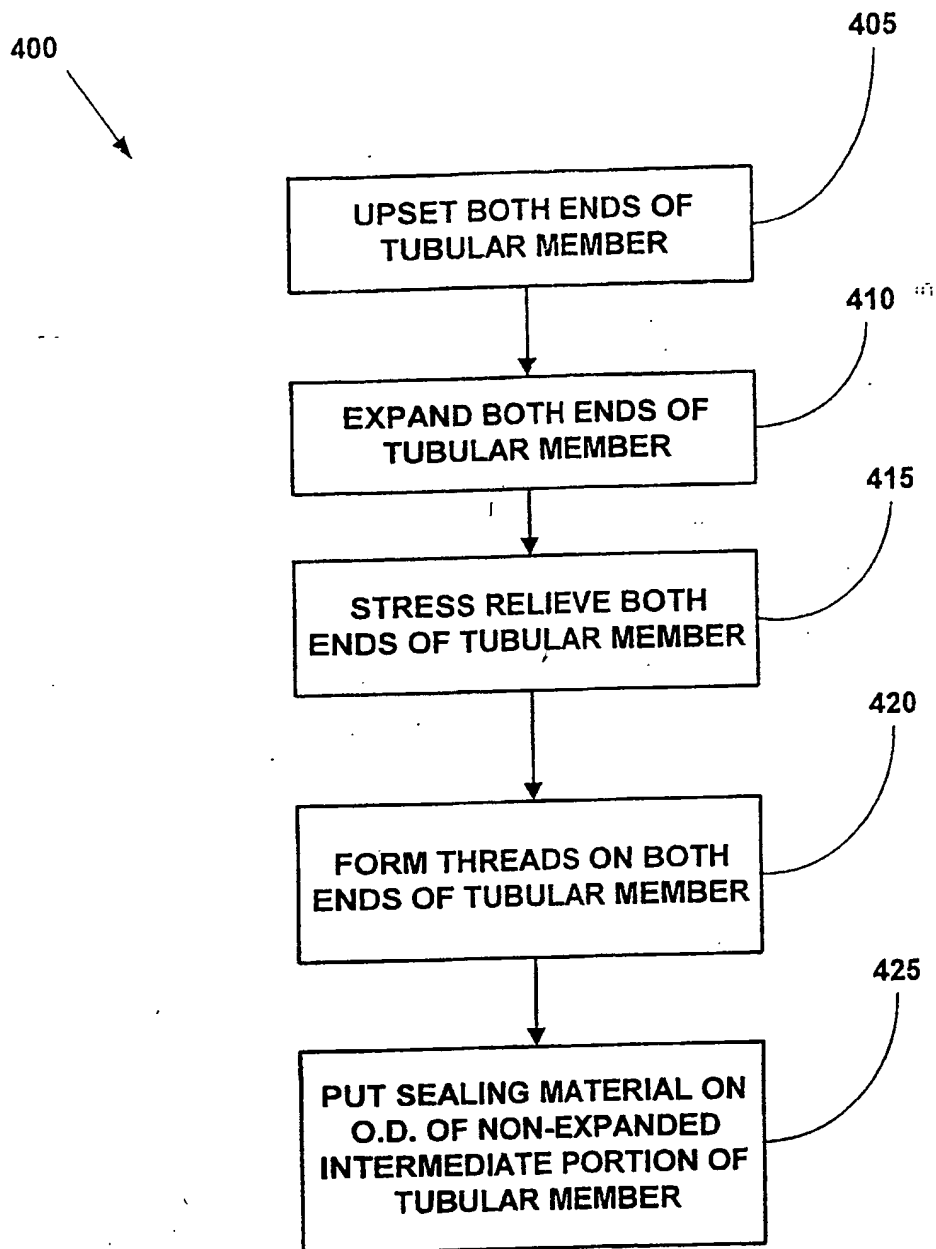 400
405
UPSET BOTH ENDS OF
TUBULAR MEMBER
410
EXPAND BOTH ENDS OF
TUBULAR MEMBER
415
STRESS RELIEVE BOTH
ENDS OF TUBULAR MEMBER
420
FORM THREADS ON BOTH
ENDS OF TUBULAR MEMBER
425
PUT SEALING MATERIAL ON
O.D. OF NON-EXPANDED
INTERMEDIATE PORTION OF
TUBULAR MEMBER